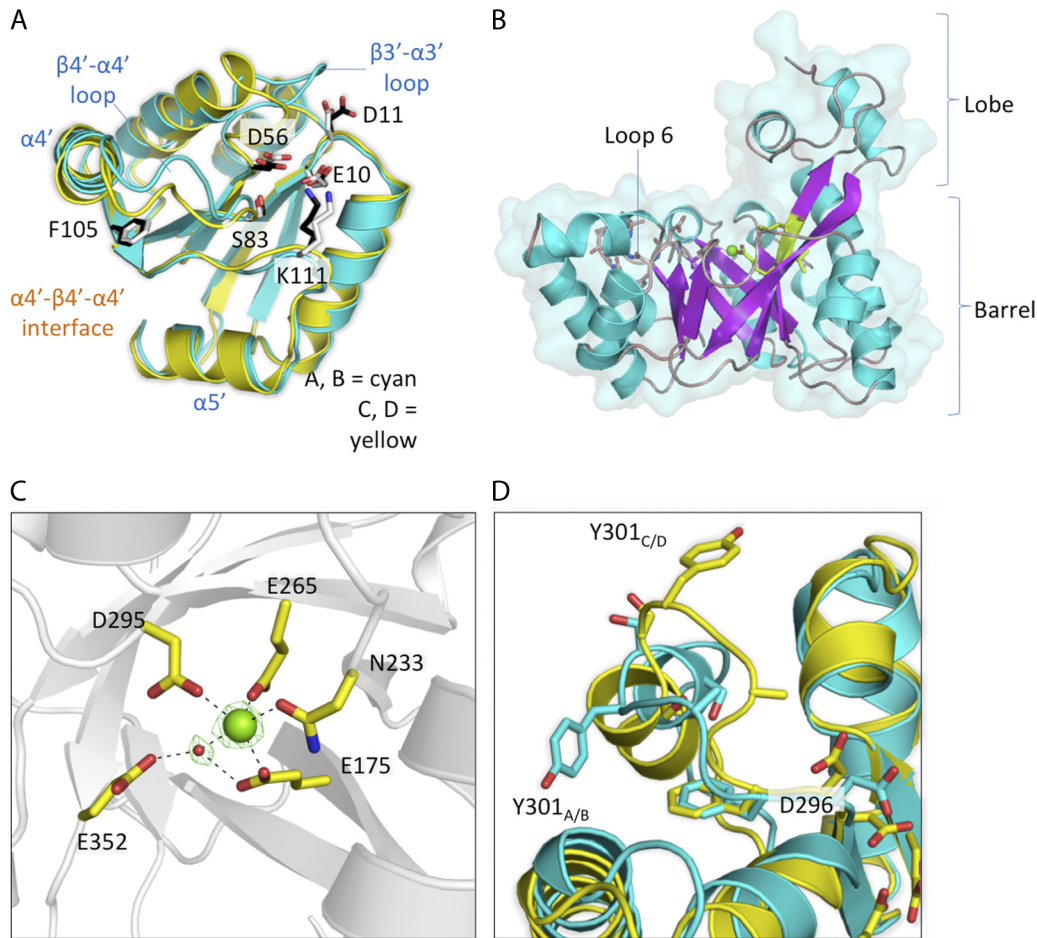 A
β4’-α4’
loop
β3’-α3’
loop
α4’
D11
D56
E10
F105
S83
K111
α4’-β4’-α4’
interface
α5’
A, B = cyan
C, D =
yellow
B
Loop 6
Lobe
Barrel
C
E265
D295
N233
E175
E352
D
Y301C/D
D296
Y301A/B